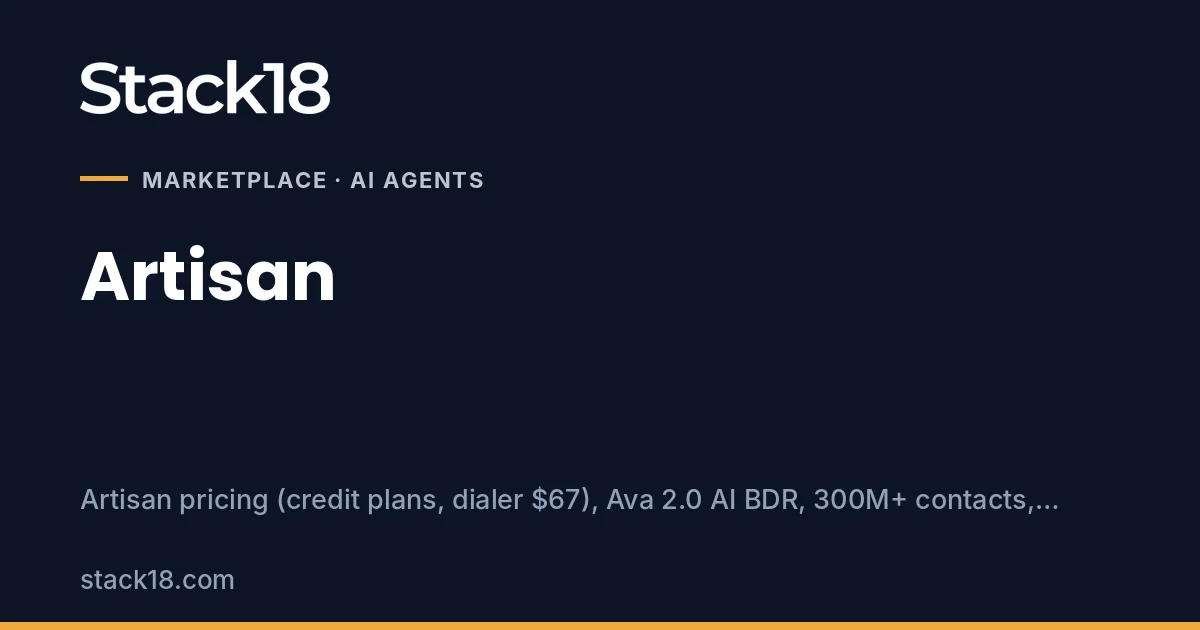 Stack18
MARKETPLACE · AI AGENTS
Artisan
Artisan pricing (credit plans, dialer $67), Ava 2.0 AI BDR, 300M+ contacts,...
stack18.com